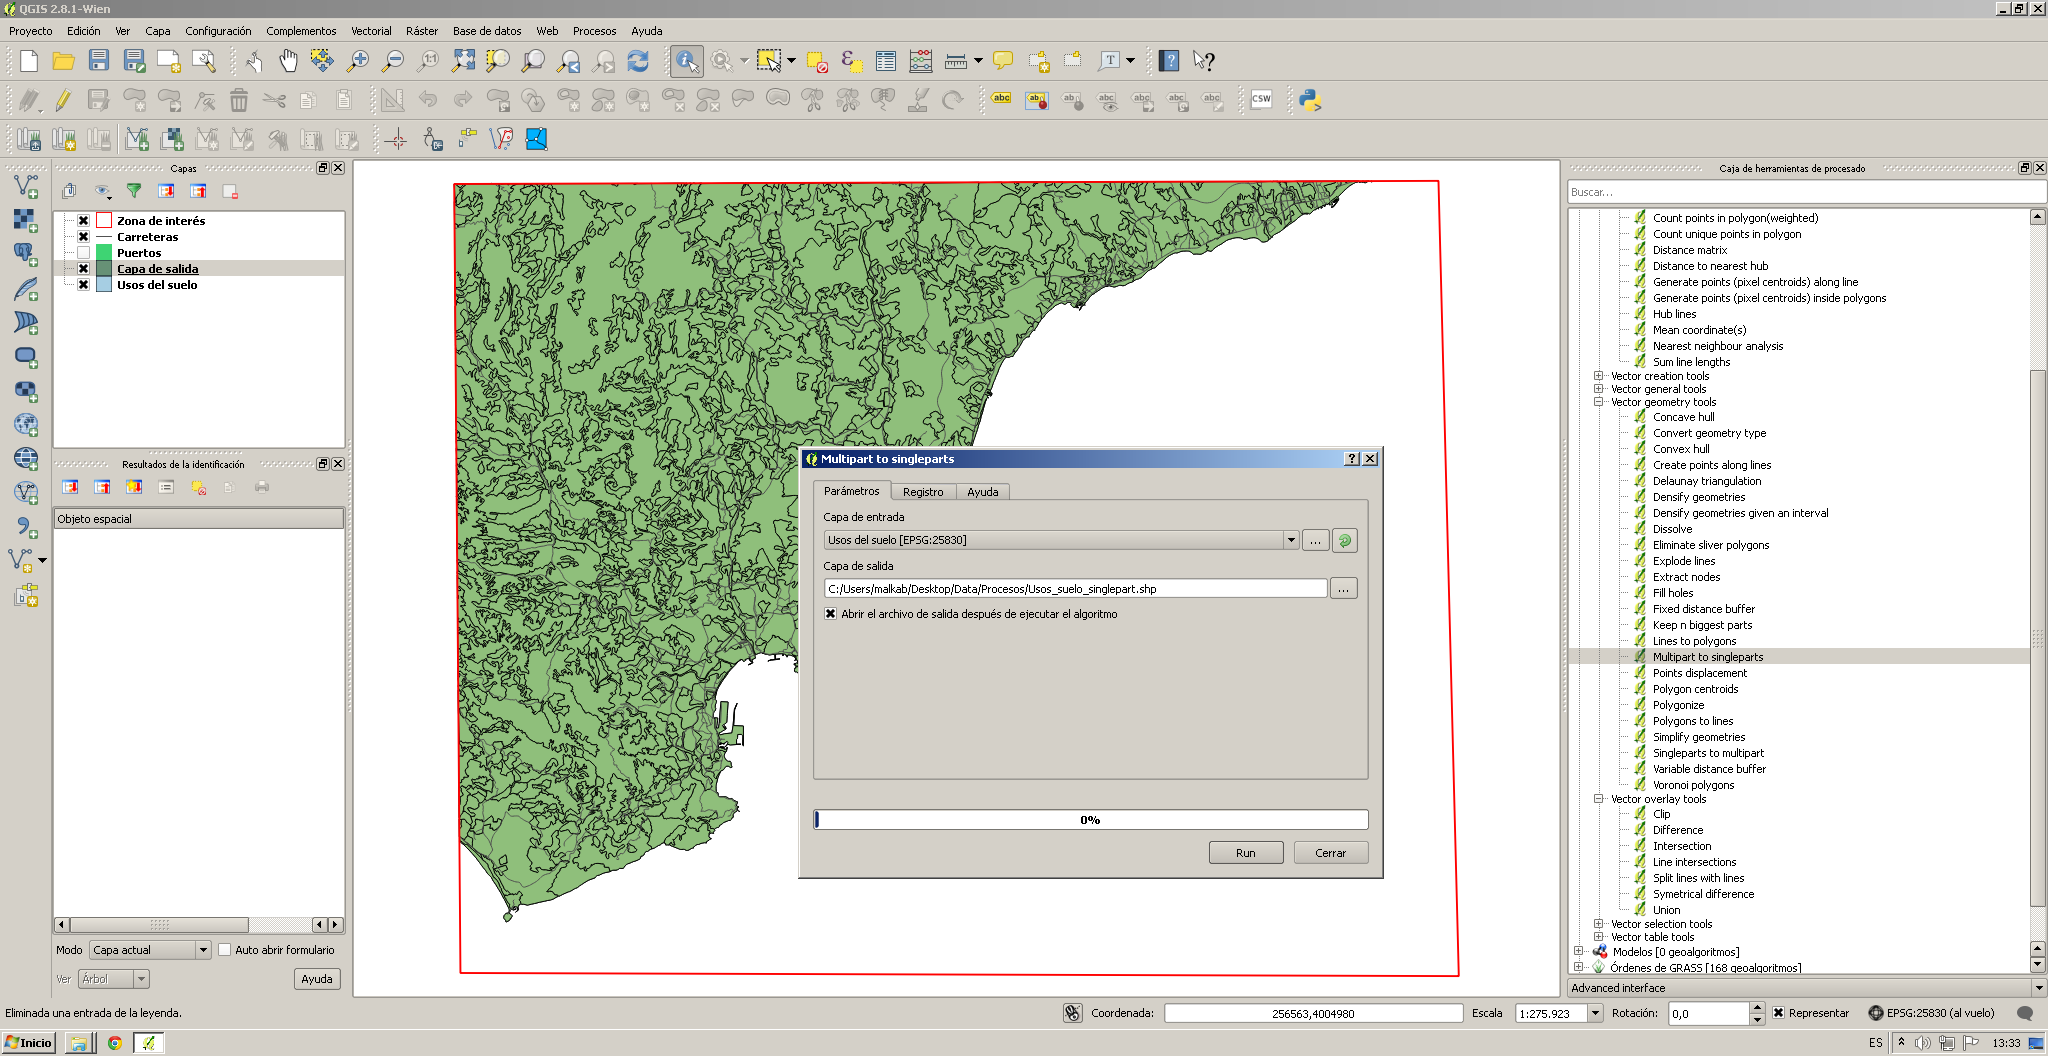 QGIS 2.8.1-Wien
Proyecto Edición Ver Capa Configuración Complementos Vectorial Ráster Base de datos Web Procesos Ayuda
Capas
Zona de interés
Carreteras
Puertos
Capa de salida
Usos del suelo
Resultados de la identificación
Objeto espacial
Modo Capa actual Auto abrir formulario
Ver Árbol Ayuda
Multipart to singleparts
Parámetros Registro Ayuda
Capa de entrada
Usos del suelo [EPSG:25830]
Capa de salida
C:/Users/malkab/Desktop/Data/Procesos/Usos_suelo_singlepart.shp
Abrir el archivo de salida después de ejecutar el algoritmo
0%
Run Cerrar
Caja de herramientas de procesado
Buscar...
Count points in polygon(weighted)
Count unique points in polygon
Distance matrix
Distance to nearest hub
Generate points (pixel centroids) along line
Generate points (pixel centroids) inside polygons
Hub lines
Mean coordinate(s)
Nearest neighbour analysis
Sum line lengths
Vector creation tools
Vector general tools
Vector geometry tools
Concave hull
Convert geometry type
Convex hull
Create points along lines
Delaunay triangulation
Densify geometries
Densify geometries given an interval
Dissolve
Eliminate sliver polygons
Explode lines
Extract nodes
Fill holes
Fixed distance buffer
Keep n biggest parts
Lines to polygons
Multipart to singleparts
Points displacement
Polygon centroids
Polygonize
Polygons to lines
Simplify geometries
Singleparts to multipart
Variable distance buffer
Voronoi polygons
Vector overlay tools
Clip
Difference
Intersection
Line intersections
Split lines with lines
Symetrical difference
Union
Vector selection tools
Vector table tools
Modelos [0 geoalgoritmos]
Órdenes de GRASS [168 geoalgoritmos]
Advanced interface
Eliminada una entrada de la leyenda. Coordenada: 256563,4004980 Escala 1:275.923 Rotación: 0,0 Representar EPSG:25830 (al vuelo)
Inicio ES 13:33